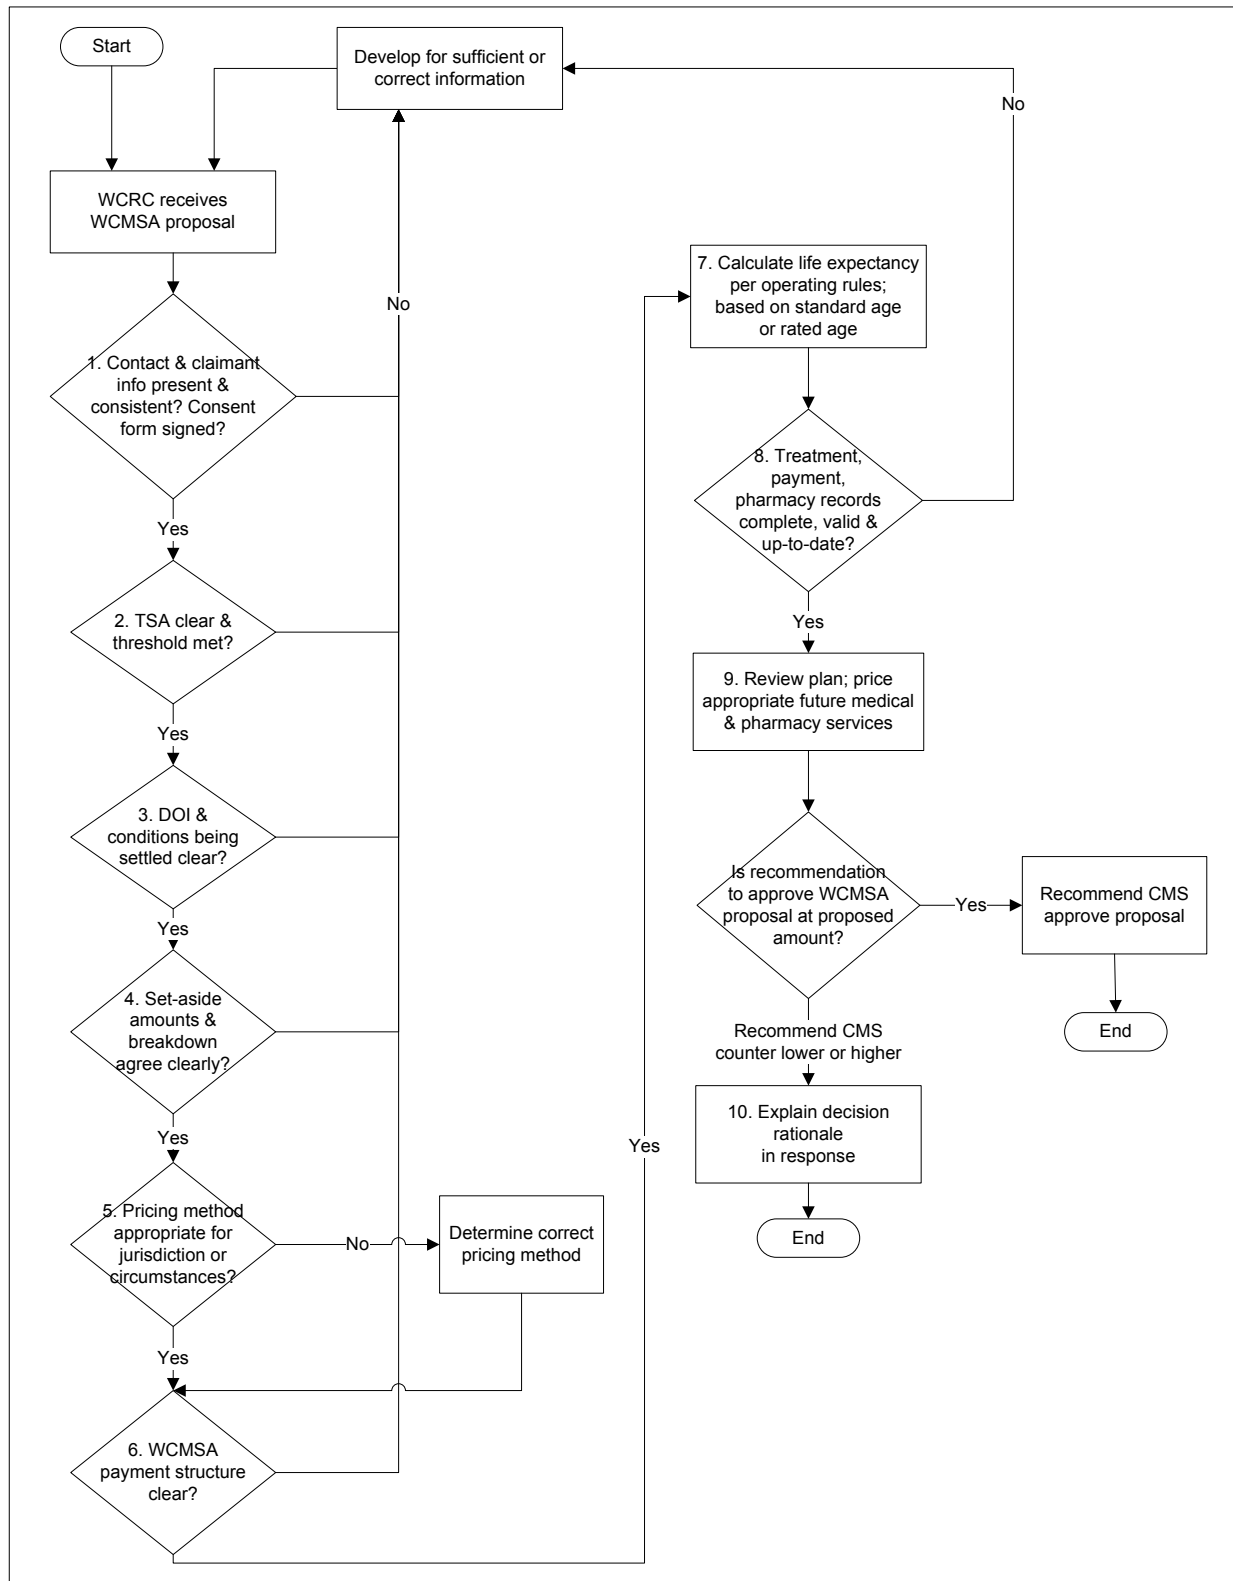 Start
Develop for sufficient or
correct information
No
WCRC receives
WCMSA proposal
No
1. Contact & claimant
info present &
consistent? Consent
form signed?
Yes
2. TSA clear &
threshold met?
Yes
3. DOI &
conditions being
settled clear?
Yes
4. Set-aside
amounts &
breakdown
agree clearly?
Yes
5. Pricing method
appropriate for
jurisdiction or
circumstances?
No
Determine correct
pricing method
Yes
6. WCMSA
payment structure
clear?
Yes
7. Calculate life expectancy
per operating rules;
based on standard age
or rated age
8. Treatment,
payment,
pharmacy records
complete, valid &
up-to-date?
Yes
9. Review plan; price
appropriate future medical
& pharmacy services
Is recommendation
to approve WCMSA
proposal at proposed
amount?
Yes
Recommend CMS
approve proposal
End
Recommend CMS
counter lower or higher
10. Explain decision
rationale
in response
End